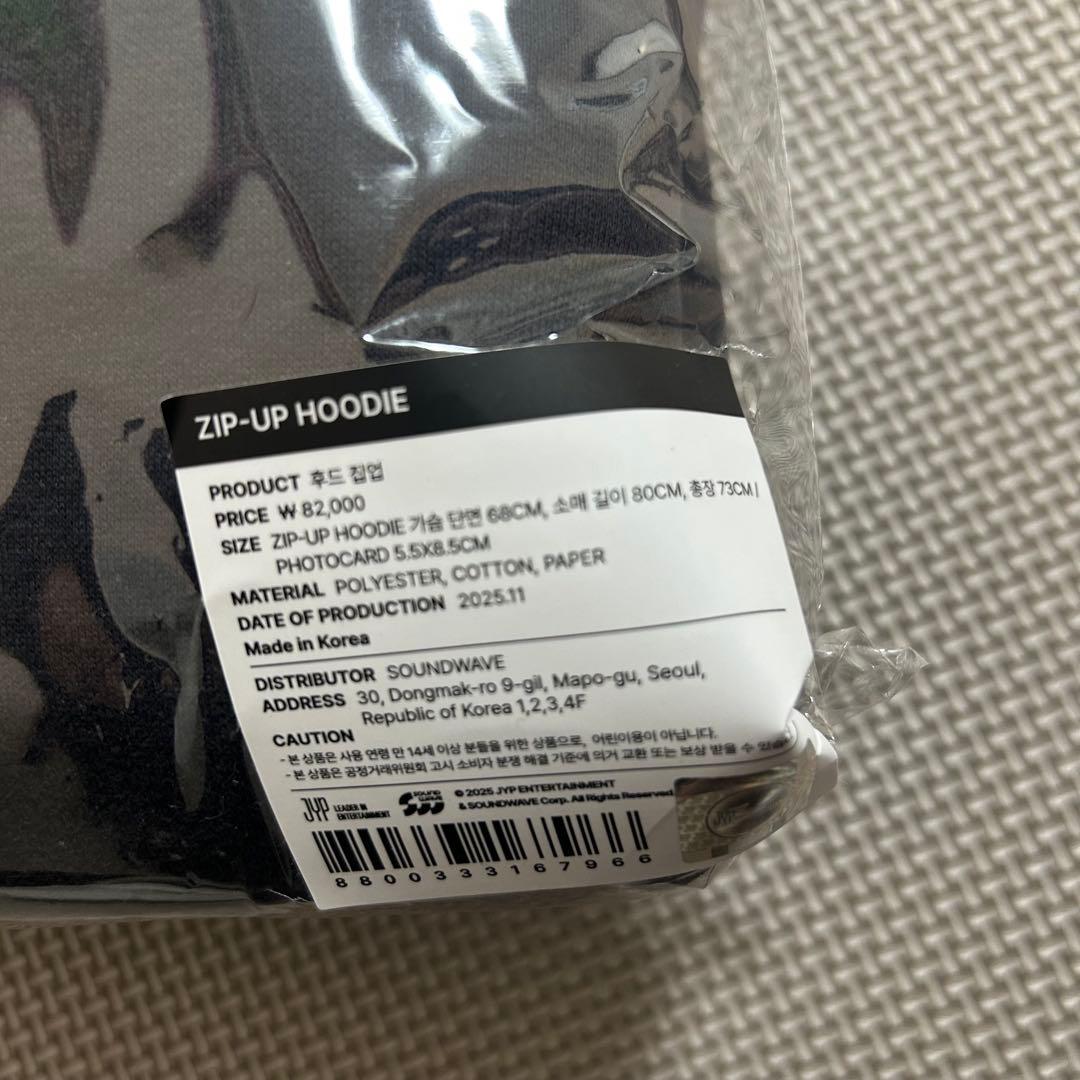 ZIP-UP HOODIE
PRODUCT 후드 집업
PRICE ₩ 82,000
SIZE ZIP-UP HOODIE 가슴 단면 68CM, 소매 길이 80CM, 총장 73CM |
PHOTOCARD 5.5X8.5CM
MATERIAL POLYESTER, COTTON, PAPER
DATE OF PRODUCTION 2025.11
Made in Korea
DISTRIBUTOR SOUNDWAVE
ADDRESS 30, Dongmak-ro 9-gil, Mapo-gu, Seoul,
Republic of Korea 1,2,3,4F
CAUTION
- 본 상품은 사용 연령 만 14세 이상 분들을 위한 상품으로, 어린이용이 아닙니다.
- 본 상품은 공정거래위원회 고시 소비자 분쟁 해결 기준에 의거 교환 또는 보상 받을 수
JYP LEADER IN
ENTERTAINMENT
sound
wave
© 2025 JYP ENTERTAINMENT
& SOUNDWAVE Corp. All Rights Reserved
JYP
8800333167966